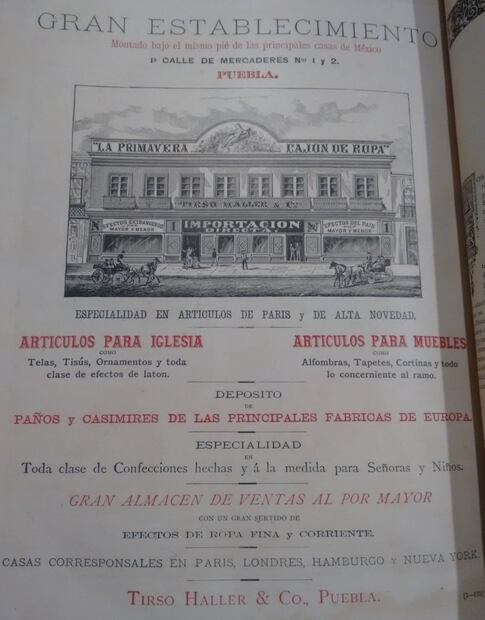 GRAN ESTABLECIMIENTO
Montado bajo el mismo pié de las principales casas de México
1ª CALLE DE MERCADERES Nos 1 y 2.
PUEBLA.
"LA PRIMAVERA CAJON DE ROPA"
TIRSO HALLER & Co.
EFECTOS EXTRANGEROS
MAYOR Y MENOR
IMPORTACION
DIRECTA.
EFECTOS DEL PAIS
MAYOR Y MENOR
ESPECIALIDAD EN ARTICULOS DE PARIS y DE ALTA NOVEDAD.
ARTICULOS PARA IGLESIA
COMO
Telas, Tisús, Ornamentos y toda
clase de efectos de laton.
ARTICULOS PARA MUEBLES
COMO
Alfombras, Tapetes, Cortinas y todo
lo concerniente al ramo.
DEPOSITO
DE
PAÑOS y CASIMIRES DE LAS PRINCIPALES FABRICAS DE EUROPA.
ESPECIALIDAD
EN
Toda clase de Confecciones hechas y á la medida para Señoras y Niños.
GRAN ALMACEN DE VENTAS AL POR MAYOR
CON UN GRAN SURTIDO DE
EFECTOS DE ROPA FINA y CORRIENTE.
CASAS CORRESPONSALES EN PARIS, LONDRES, HAMBURGO Y NUEVA YORK.
TIRSO HALLER & Co., PUEBLA.